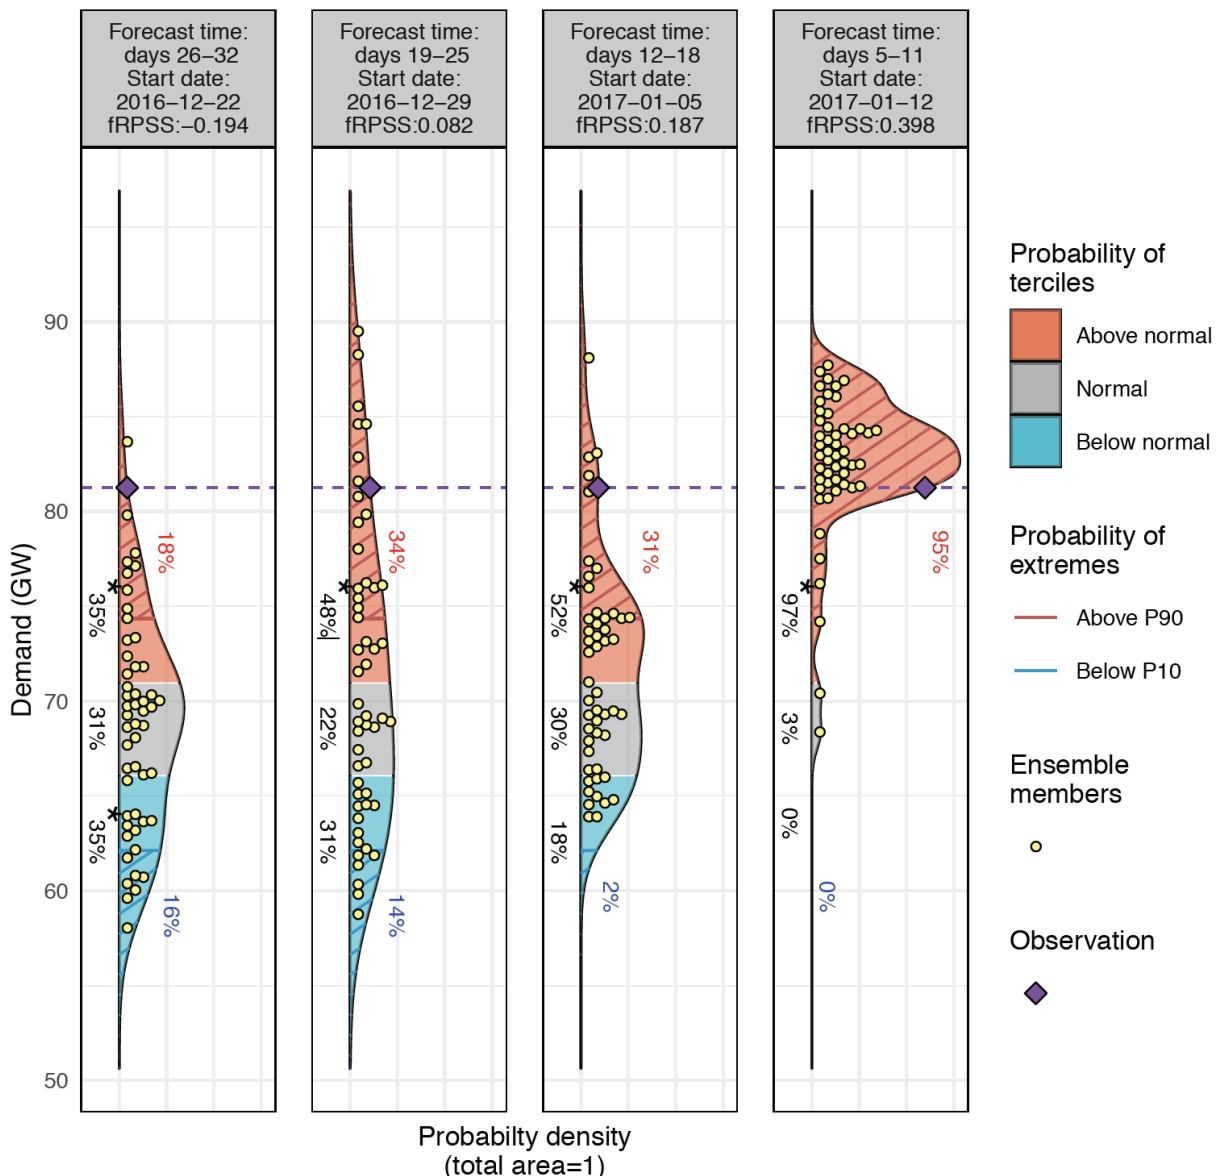 Forecast time:
days 26–32
Start date:
2016–12–22
fRPSS:–0.194
Forecast time:
days 19–25
Start date:
2016–12–29
fRPSS:0.082
Forecast time:
days 12–18
Start date:
2017–01–05
fRPSS:0.187
Forecast time:
days 5–11
Start date:
2017–01–12
fRPSS:0.398
Demand (GW)
90
80
70
60
50
18%
*
35%
31%
*
35%
16%
34%
*
48%|
22%
31%
14%
31%
*
52%
30%
18%
2%
95%
*
97%
3%
0%
0%
Probabilty density
(total area=1)
Probability of
terciles
Above normal
Normal
Below normal
Probability of
extremes
Above P90
Below P10
Ensemble
members
Observation